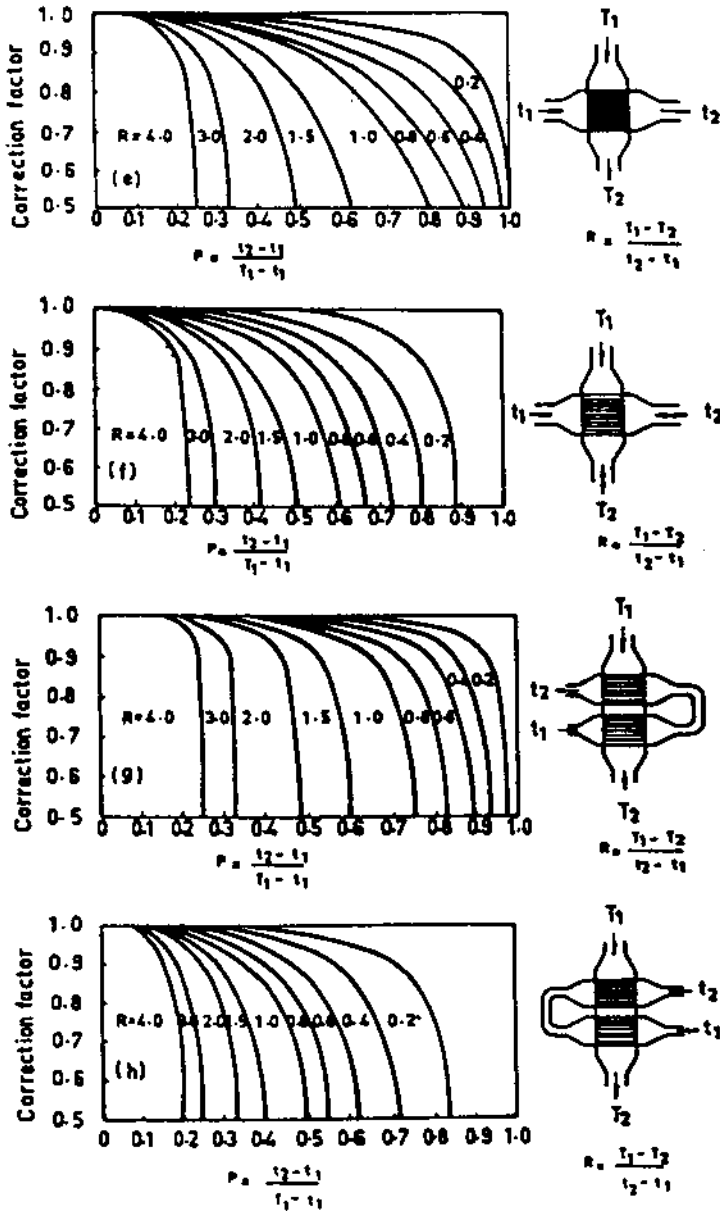 Correction factor
1.0
0.9
0.8
0.7
0.6
0.5
R=4.0 3.0 2.0 1.5 1.0 0.8 0.6 0.4 0.2
(e)
0 0.1 0.2 0.3 0.4 0.5 0.6 0.7 0.8 0.9 1.0
P = t2 - t1 / T1 - t1
T1
t1 t2
T2
R = T1 - T2 / t2 - t1
Correction factor
1.0
0.9
0.8
0.7
0.6
0.5
R=4.0 3.0 2.0 1.5 1.0 0.8 0.6 0.4 0.2
(f)
0 0.1 0.2 0.3 0.4 0.5 0.6 0.7 0.8 0.9 1.0
P = t2 - t1 / T1 - t1
T1
t1 t2
T2
R = T1 - T2 / t2 - t1
Correction factor
1.0
0.9
0.8
0.7
0.6
0.5
0.4 0.2
R=4.0 3.0 2.0 1.5 1.0 0.8 0.6
(g)
0 0.1 0.2 0.3 0.4 0.5 0.6 0.7 0.8 0.9 1.0
P = t2 - t1 / T1 - t1
T1
t2
t1
T2
R = T1 - T2 / t2 - t1
Correction factor
1.0
0.9
0.8
0.7
0.6
0.5
R=4.0 2.0 1.0 0.6 0.4 0.2
(h)
0 0.1 0.2 0.3 0.4 0.5 0.6 0.7 0.8 0.9 1.0
P = t2 - t1 / T1 - t1
T1
t2
T2
R = T1 - T2 / t2 - t1